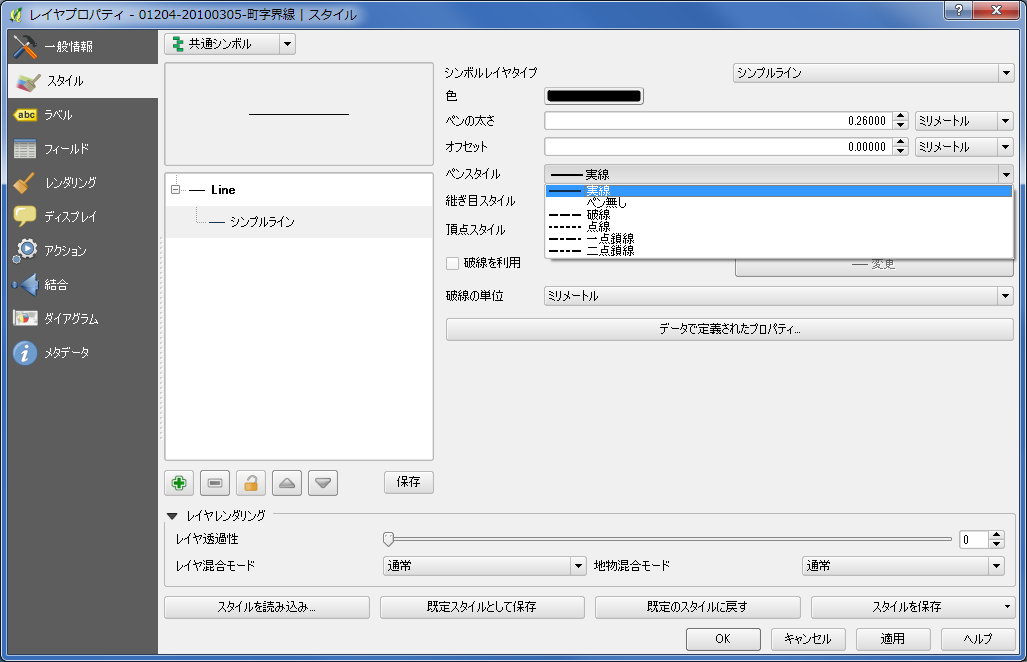 レイヤプロパティ - 01204-20100305-町字界線 | スタイル
一般情報
スタイル
abc ラベル
フィールド
レンダリング
ディスプレイ
アクション
結合
ダイアグラム
メタデータ
共通シンボル
Line
シンプルライン
保存
シンボルレイヤタイプ シンプルライン
色
ペンの太さ 0.26000 ミリメートル
オフセット 0.00000 ミリメートル
ペンスタイル 実線
実線
ペン無し
破線
点線
一点鎖線
二点鎖線
継ぎ目スタイル
頂点スタイル
破線を利用 変更
破線の単位 ミリメートル
データで定義されたプロパティ...
レイヤレンダリング
レイヤ透過性 0
レイヤ混合モード 通常 地物混合モード 通常
スタイルを読み込み... 既定スタイルとして保存 既定のスタイルに戻す スタイルを保存
OK キャンセル 適用 ヘルプ